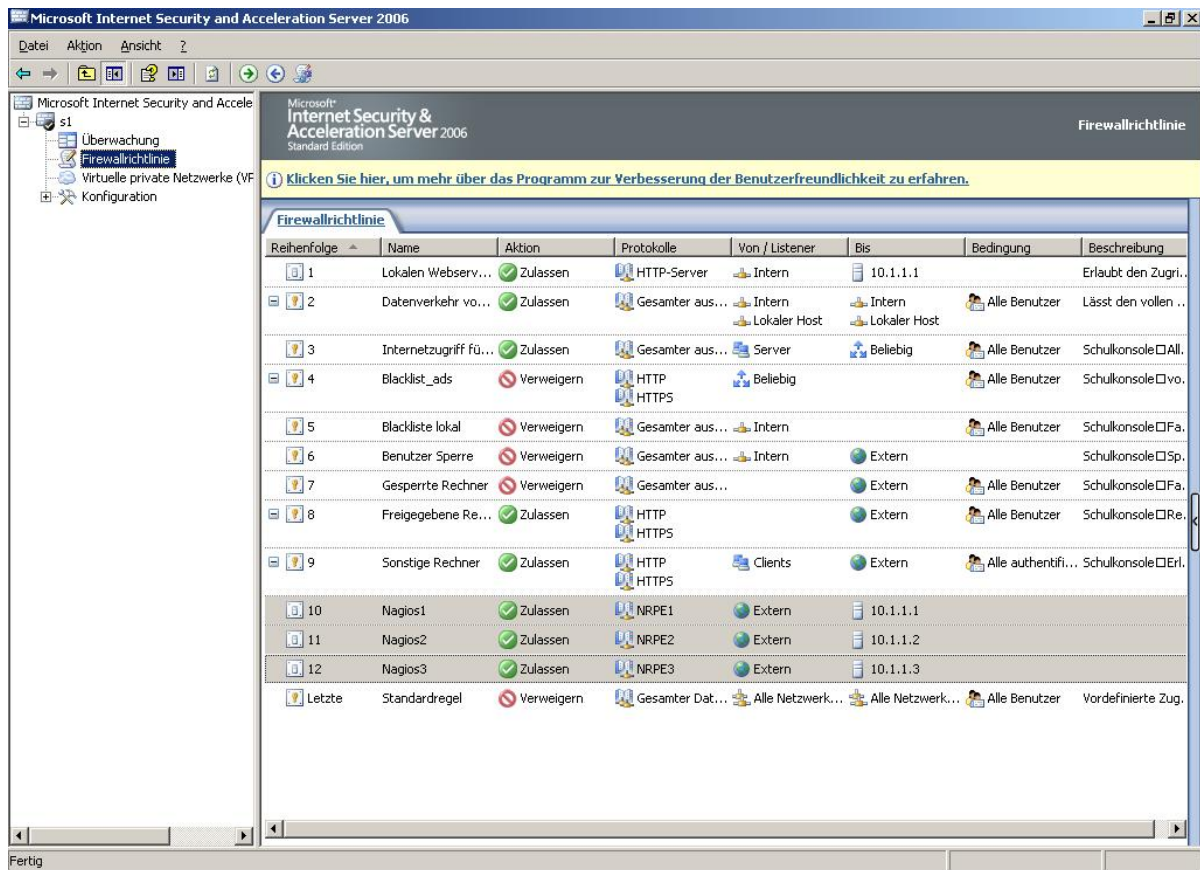 Microsoft Internet Security and Acceleration Server 2006
Datei Aktion Ansicht ?
Microsoft Internet Security and Accele
s1
Überwachung
Firewallrichtlinie
Virtuelle private Netzwerke (VF
Konfiguration
Microsoft
Internet Security &
Acceleration Server 2006
Standard Edition
Firewallrichtlinie
Klicken Sie hier, um mehr über das Programm zur Verbesserung der Benutzerfreundlichkeit zu erfahren.
Firewallrichtlinie
Reihenfolge Name Aktion Protokolle Von / Listener Bis Bedingung Beschreibung
1 Lokalen Webserv... Zulassen HTTP-Server Intern 10.1.1.1 Erlaubt den Zugri..
2 Datenverkehr vo... Zulassen Gesamter aus... Intern Intern Alle Benutzer Lässt den vollen ..
Lokaler Host Lokaler Host
3 Internetzugriff fü... Zulassen Gesamter aus... Server Beliebig Alle Benutzer Schulkonsole□All.
4 Blacklist_ads Verweigern HTTP Beliebig Alle Benutzer Schulkonsole□vo.
HTTPS
5 Blackliste lokal Verweigern Gesamter aus... Intern Alle Benutzer Schulkonsole□Fa.
6 Benutzer Sperre Verweigern Gesamter aus... Intern Extern Schulkonsole□Sp.
7 Gesperrte Rechner Verweigern Gesamter aus... Extern Alle Benutzer Schulkonsole□Fa.
8 Freigegebene Re... Zulassen HTTP Extern Alle Benutzer Schulkonsole□Re.
HTTPS
9 Sonstige Rechner Zulassen HTTP Clients Extern Alle authentifi... Schulkonsole□Erl.
HTTPS
10 Nagios1 Zulassen NRPE1 Extern 10.1.1.1
11 Nagios2 Zulassen NRPE2 Extern 10.1.1.2
12 Nagios3 Zulassen NRPE3 Extern 10.1.1.3
Letzte Standardregel Verweigern Gesamter Dat... Alle Netzwerk... Alle Netzwerk... Alle Benutzer Vordefinierte Zug.
Fertig